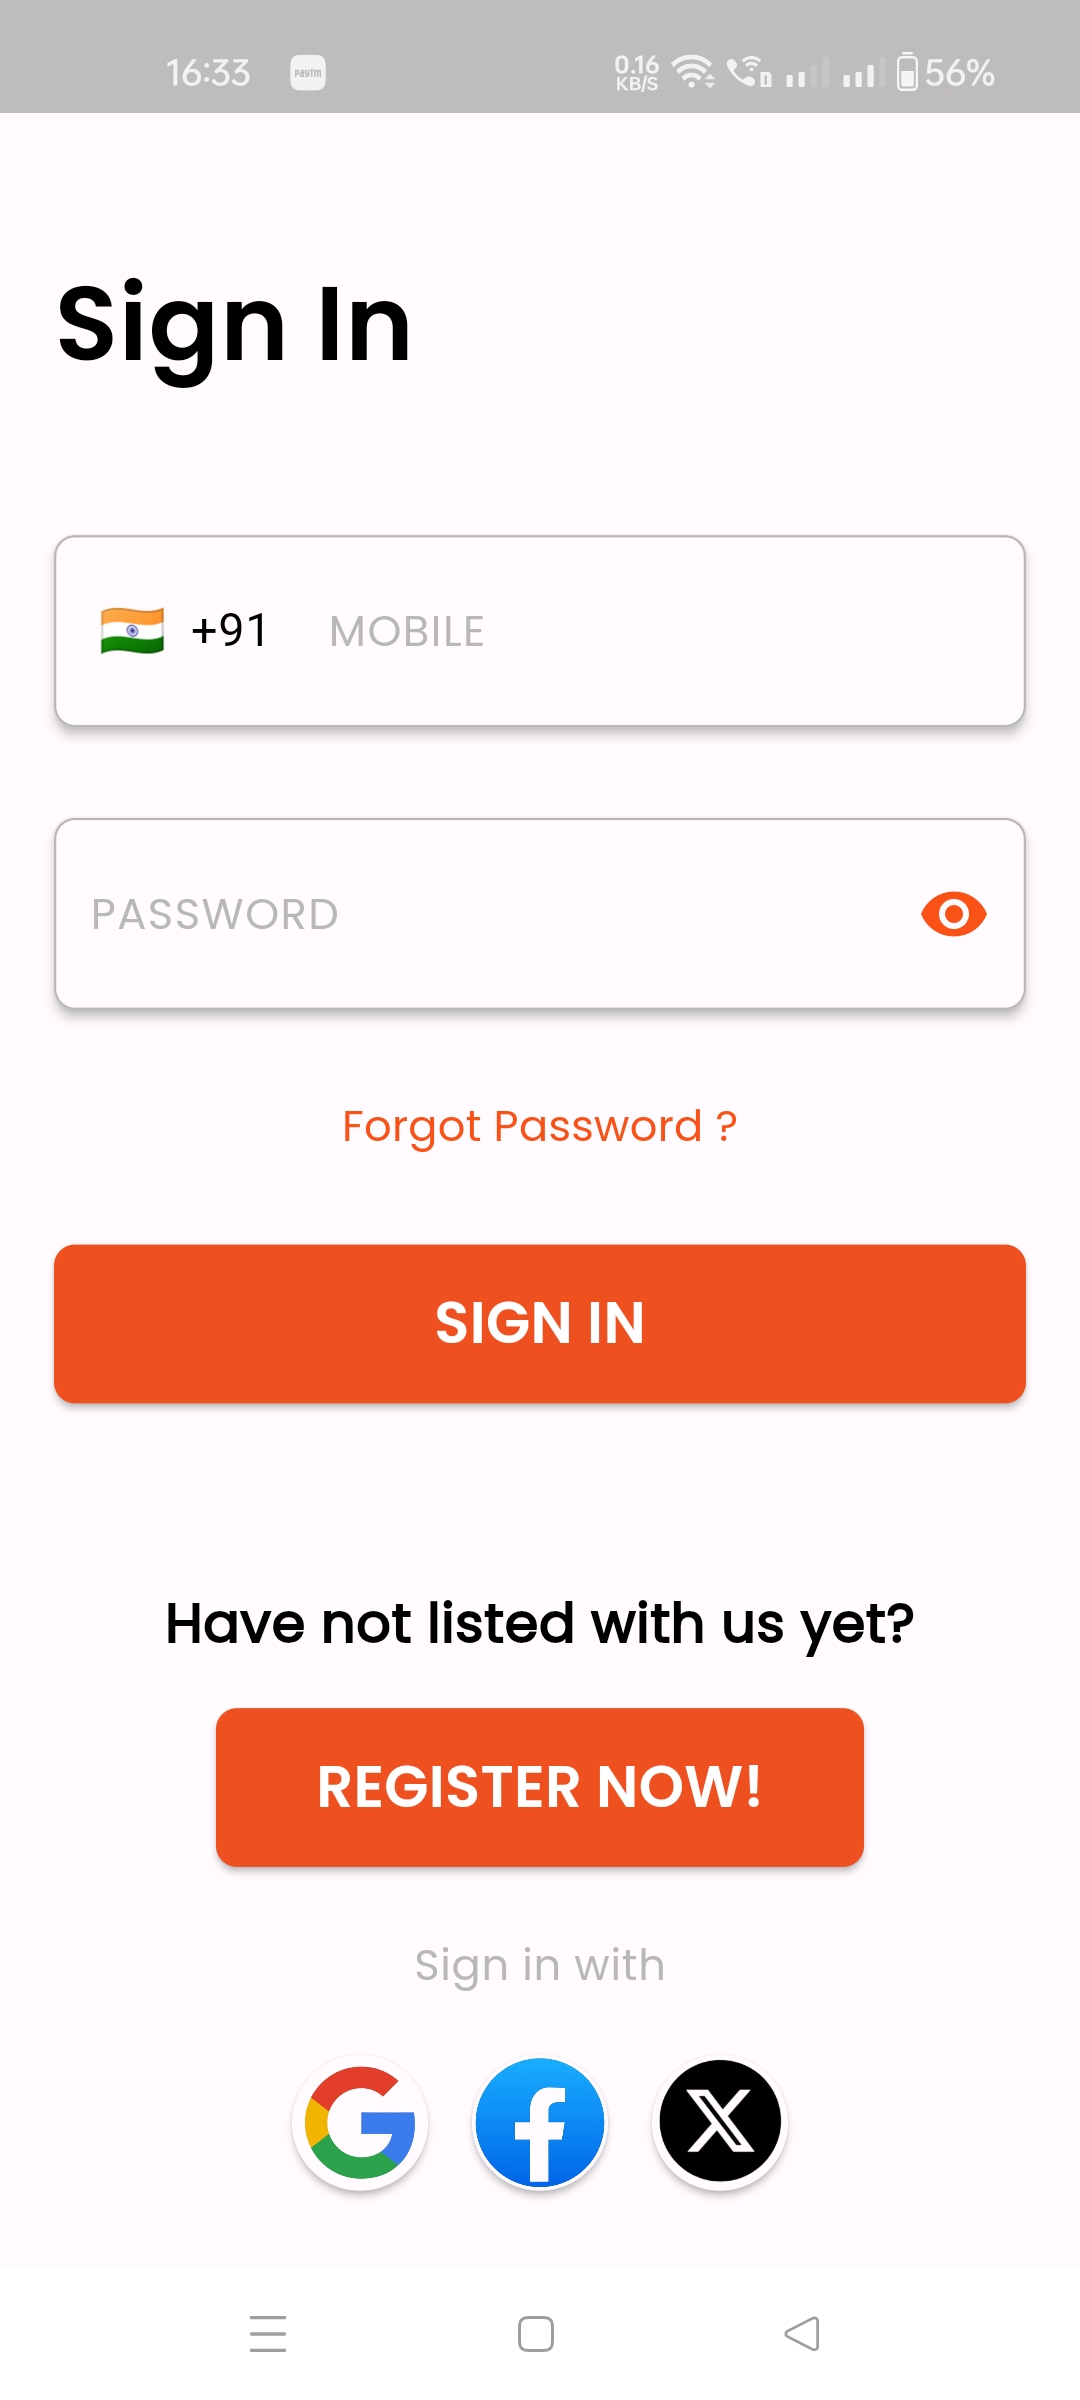 16:33 paytm 0.16 KB/S 56%
Sign In
+91 MOBILE
PASSWORD
Forgot Password ?
SIGN IN
Have not listed with us yet?
REGISTER NOW!
Sign in with